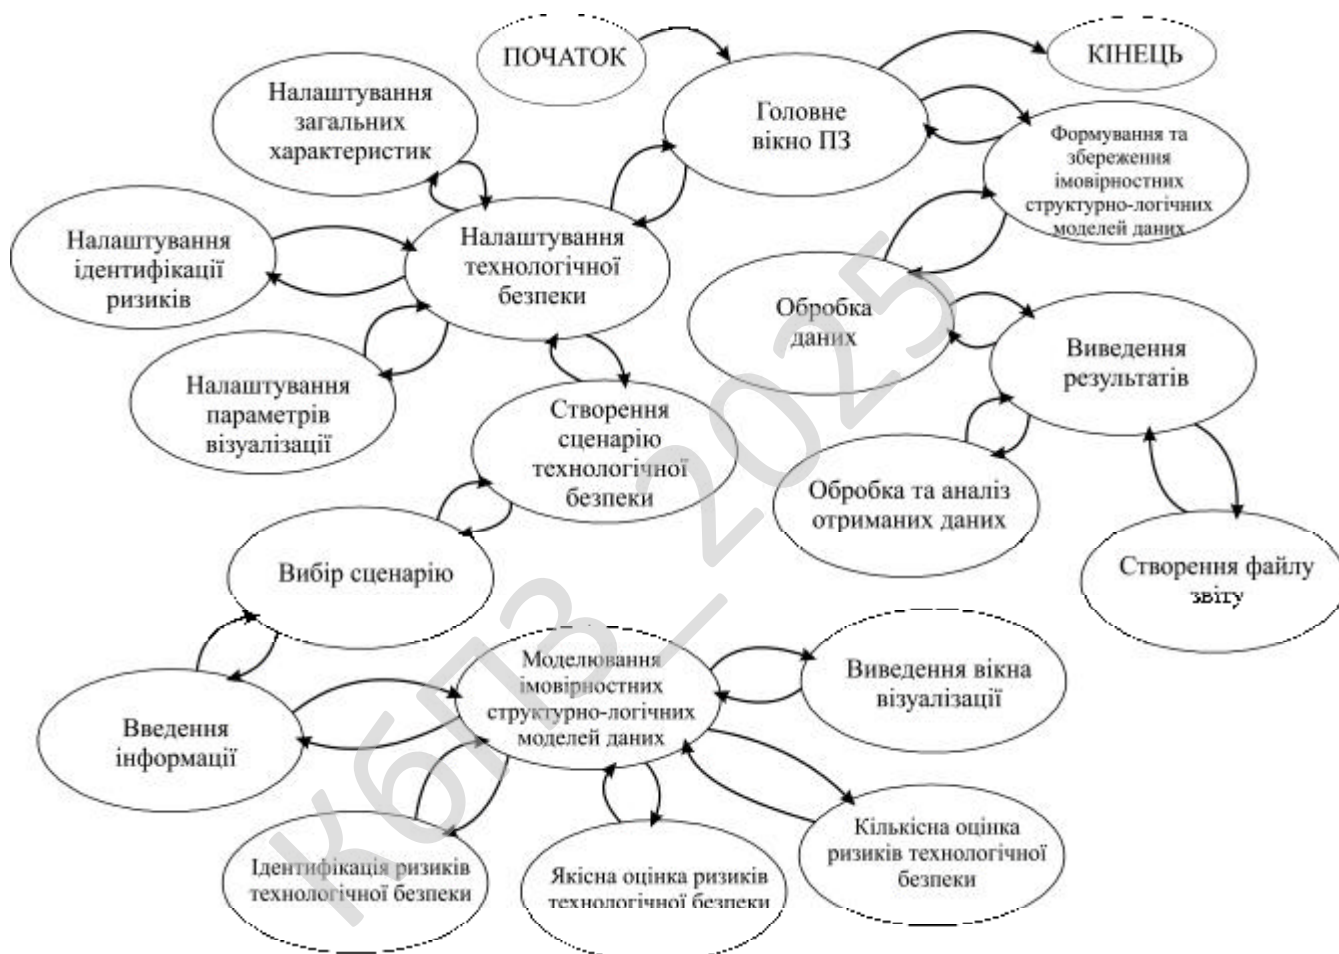 ПОЧАТОК
КІНЕЦЬ
Головне
вікно ПЗ
Налаштування
загальних
характеристик
Формування та
збереження
імовірностних
структурно-логічних
моделей даних
Налаштування
ідентифікації
ризиків
Налаштування
технологічної
безпеки
Обробка
даних
Виведення
результатів
Налаштування
параметрів
візуалізації
Створення
сценарію
технологічної
безпеки
Обробка та аналіз
отриманих даних
Створення файлу
звіту
Вибір сценарію
Моделювання
імовірностних
структурно-логічних
моделей даних
Виведення вікна
візуалізації
Введення
інформації
Ідентифікація ризиків
технологічної безпеки
Якісна оцінка ризиків
технологічної безпеки
Кількісна оцінка
ризиків технологічної
безпеки
КбПЗ_2025